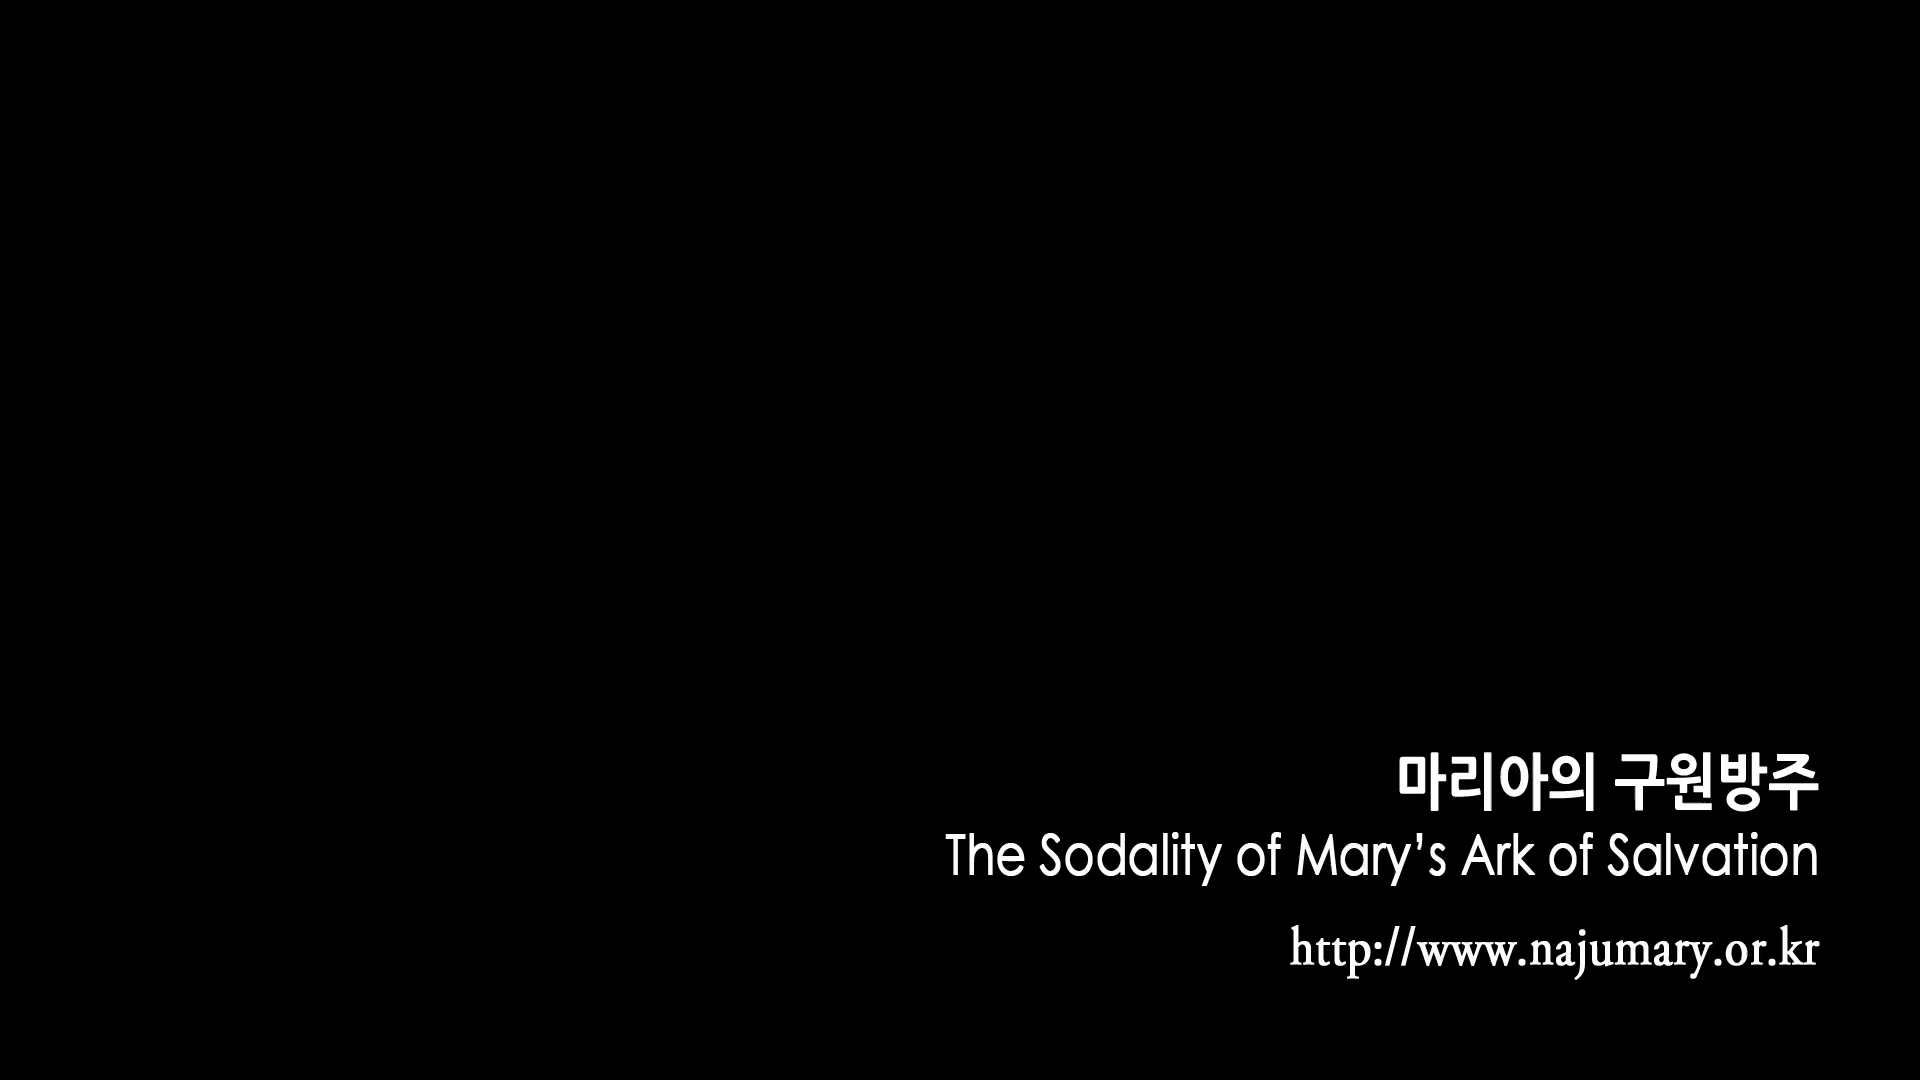 마리아의 구원방주
The Sodality of Mary’s Ark of Salvation
http://www.najumary.or.kr